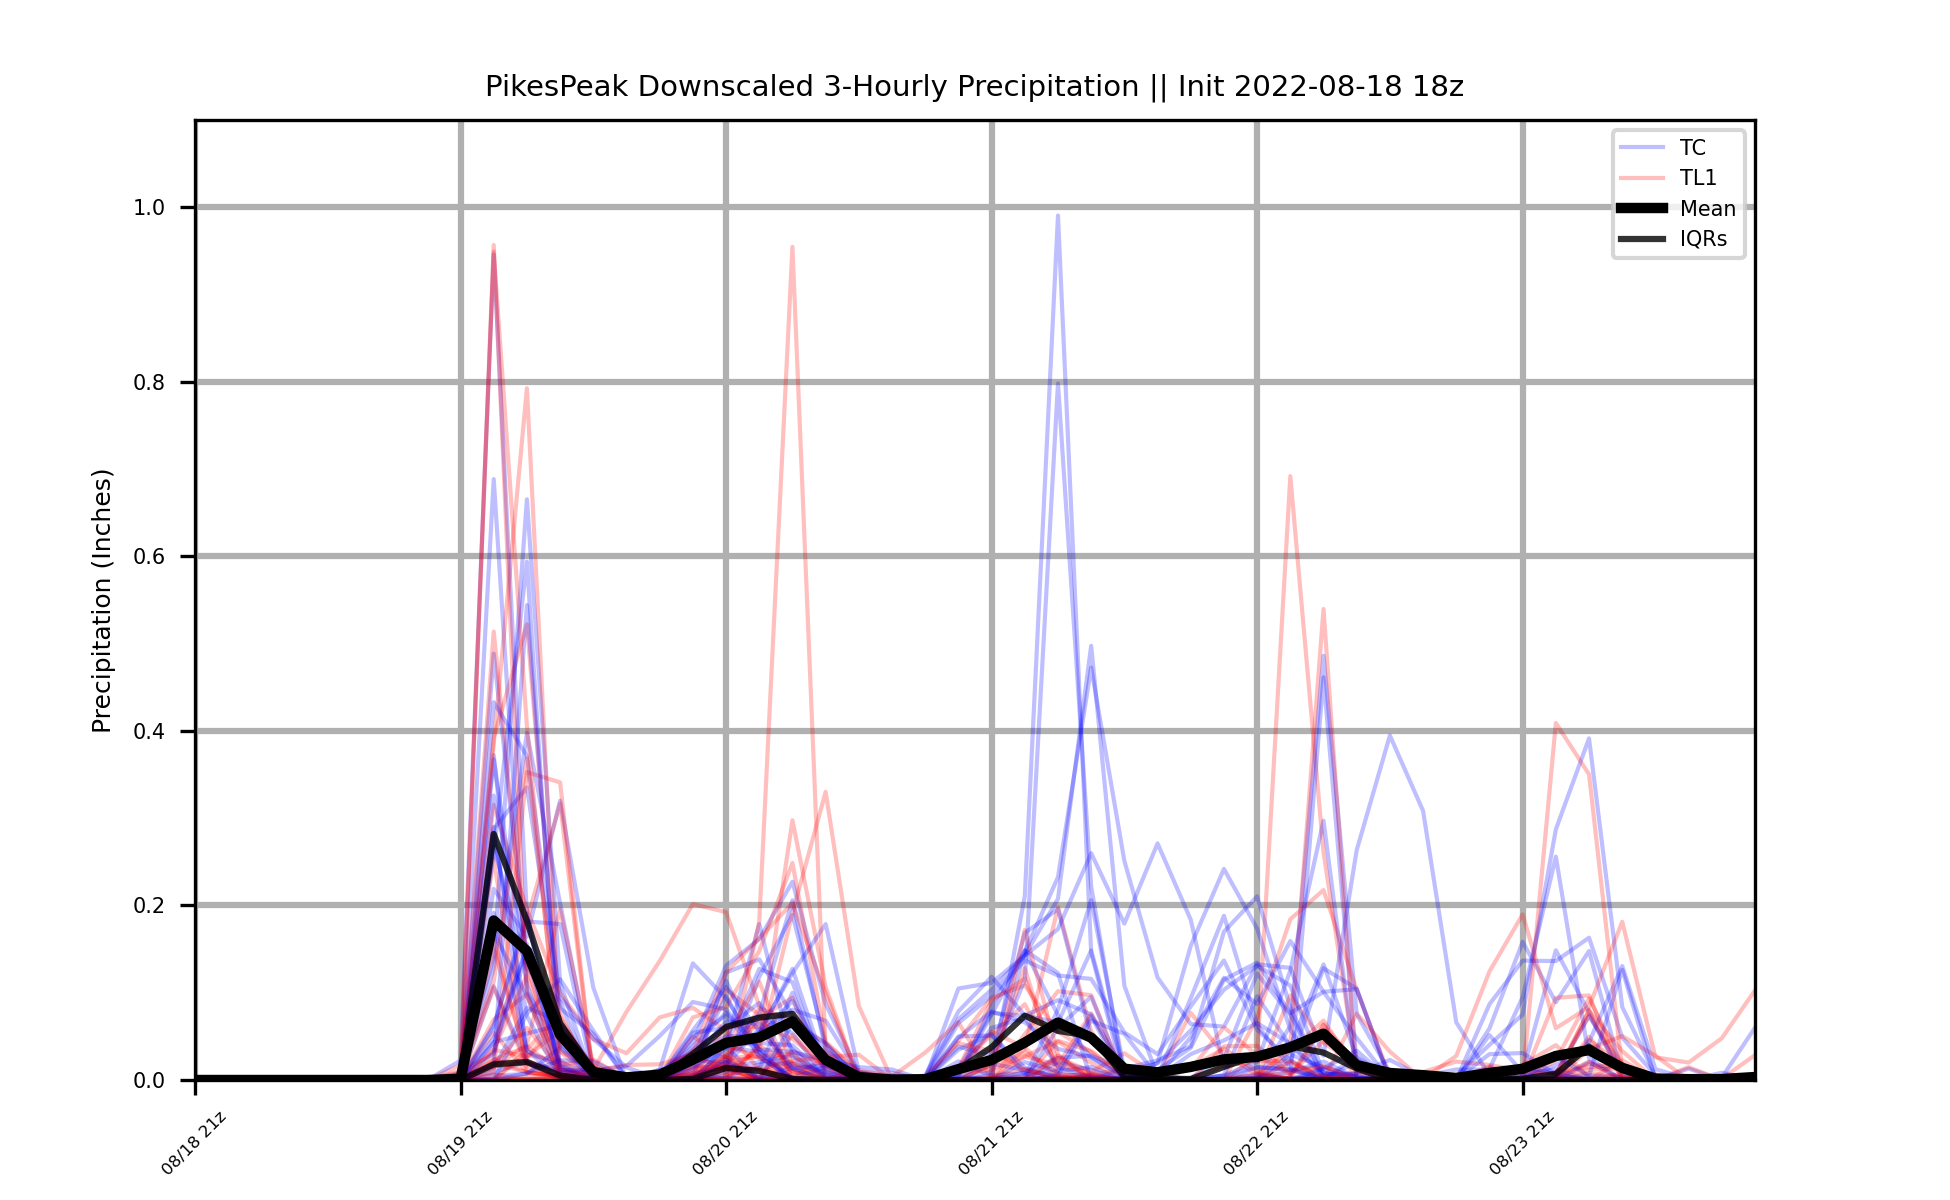 PikesPeak Downscaled 3-Hourly Precipitation || Init 2022-08-18 18z
TC
TL1
Mean
IQRs
Precipitation (Inches)
1.0
0.8
0.6
0.4
0.2
0.0
08/18 21z
08/19 21z
08/20 21z
08/21 21z
08/22 21z
08/23 21z